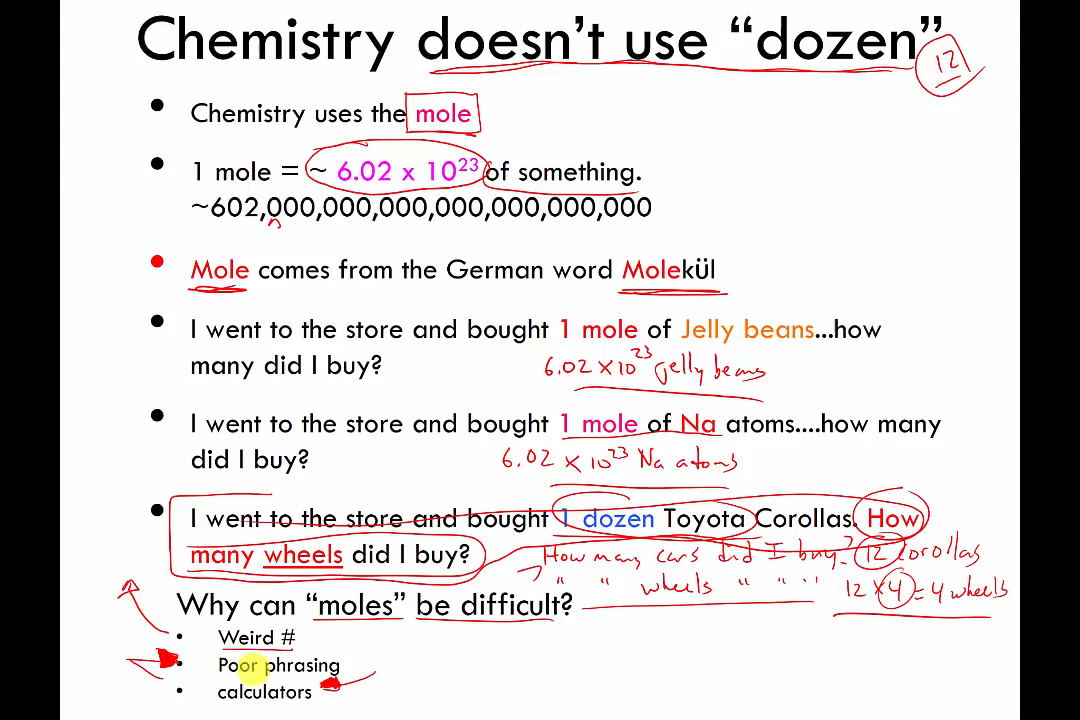 Chemistry doesn't use "dozen"
12
• Chemistry uses the mole
• 1 mole = ~ 6.02 x 10²³ of something.
~602,000,000,000,000,000,000,000
• Mole comes from the German word Molekül
• I went to the store and bought 1 mole of Jelly beans...how
many did I buy?
6.02 x 10²³ Jelly beans
• I went to the store and bought 1 mole of Na atoms....how many
did I buy?
6.02 x 10²³ Na atoms
• I went to the store and bought 1 dozen Toyota Corollas. How
many wheels did I buy?
How many cars did I buy? 12 Corollas
" " wheels " " " 12 x 4 = 4 wheels
Why can "moles" be difficult?
• Weird #
• Poor phrasing
• calculators